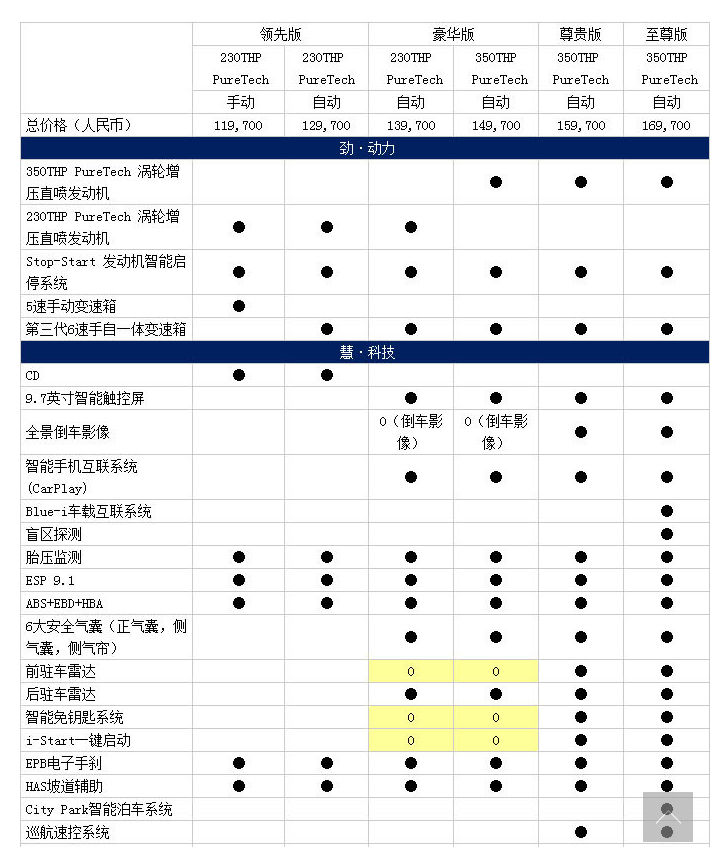 领先版 豪华版 尊贵版 至尊版
230THP 230THP 230THP 350THP 350THP 350THP
PureTech PureTech PureTech PureTech PureTech PureTech
手动 自动 自动 自动 自动 自动
总价格（人民币） 119,700 129,700 139,700 149,700 159,700 169,700
劲·动力
350THP PureTech 涡轮增
压直喷发动机 ● ● ●
230THP PureTech 涡轮增
压直喷发动机 ● ● ●
Stop-Start 发动机智能启
停系统 ● ● ● ● ● ●
5速手动变速箱 ●
第三代6速手自一体变速箱 ● ● ● ● ●
慧·科技
CD ● ●
9.7英寸智能触控屏 ● ● ● ●
全景倒车影像 O（倒车影 O（倒车影 ● ●
像） 像）
智能手机互联系统
(CarPlay) ● ● ● ●
Blue-i车载互联系统 ●
盲区探测 ●
胎压监测 ● ● ● ● ● ●
ESP 9.1 ● ● ● ● ● ●
ABS+EBD+HBA ● ● ● ● ● ●
6大安全气囊（正气囊，侧
气囊，侧气帘） ● ● ● ●
前驻车雷达 O O ● ●
后驻车雷达 ● ● ● ●
智能免钥匙系统 O O ● ●
i-Start一键启动 O O ● ●
EPB电子手刹 ● ● ● ● ● ●
HAS坡道辅助 ● ● ● ● ● ●
City Park智能泊车系统 ●
巡航速控系统 ● ●